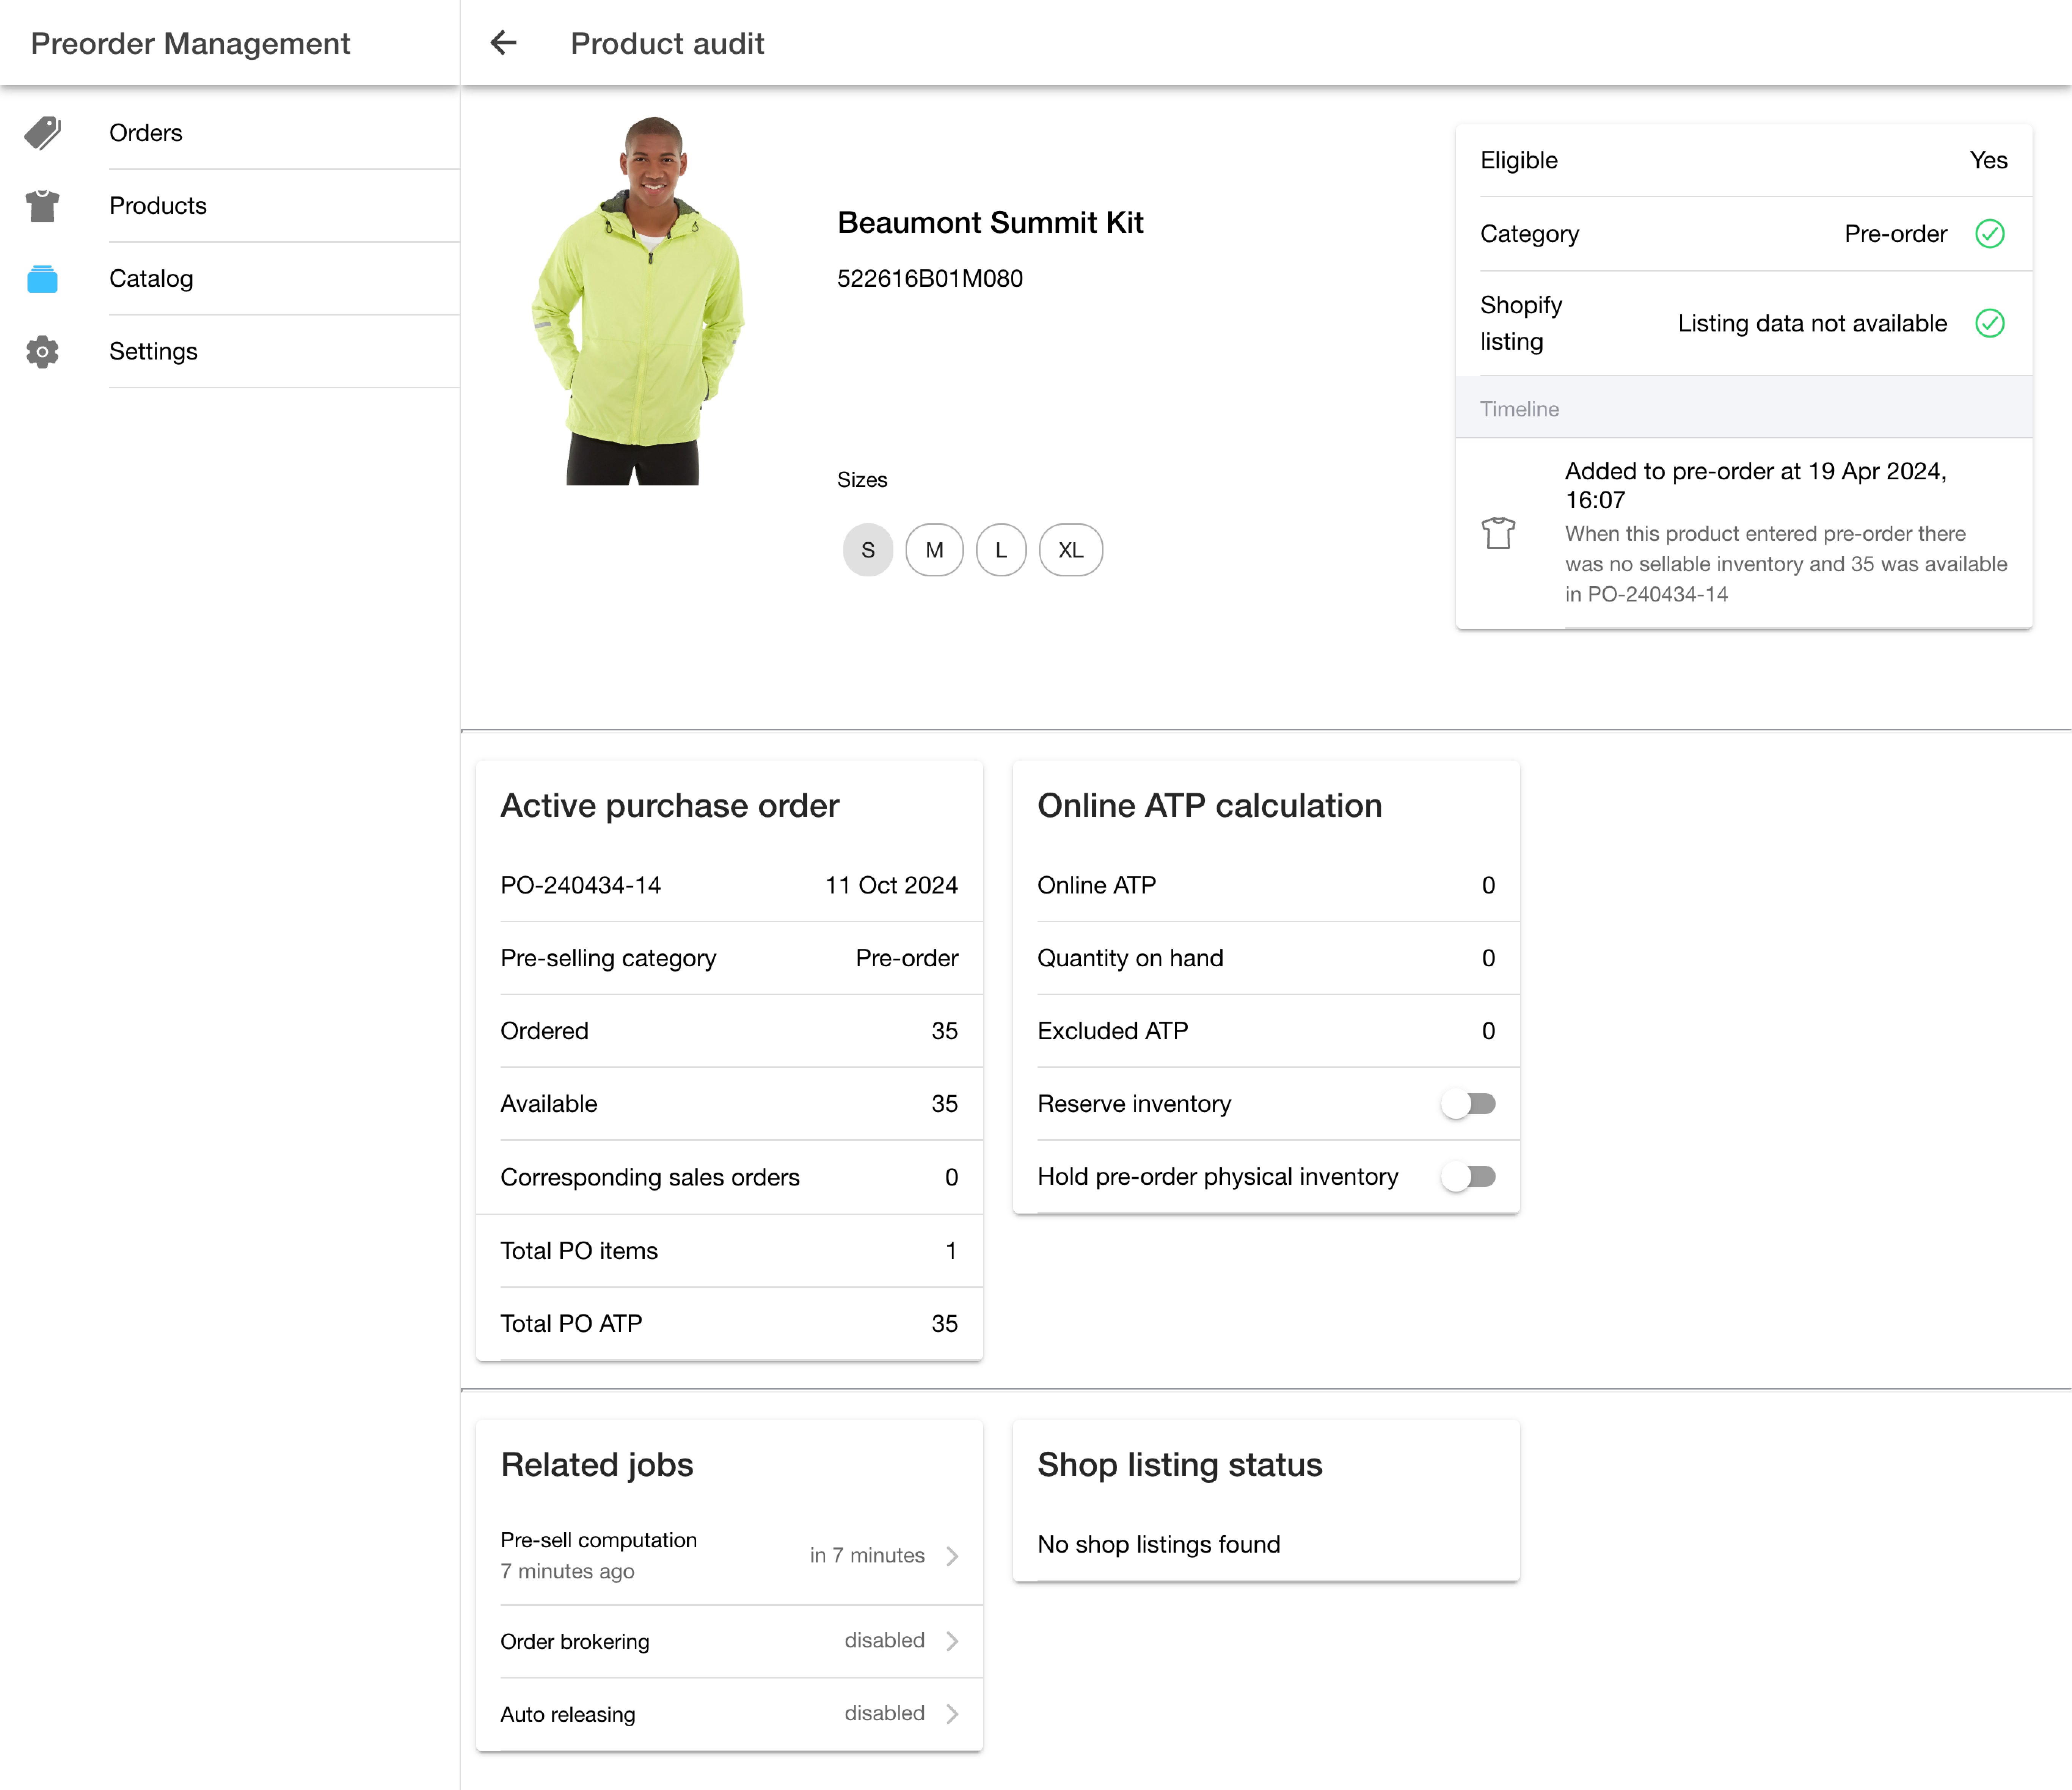 Preorder Management
Product audit
Orders
Products
Catalog
Settings
Beaumont Summit Kit
522616B01M080
Sizes
S M L XL
Eligible Yes
Category Pre-order
Shopify
listing
Listing data not available
Timeline
Added to pre-order at 19 Apr 2024,
16:07
When this product entered pre-order there
was no sellable inventory and 35 was available
in PO-240434-14
Active purchase order
PO-240434-14 11 Oct 2024
Pre-selling category Pre-order
Ordered 35
Available 35
Corresponding sales orders 0
Total PO items 1
Total PO ATP 35
Online ATP calculation
Online ATP 0
Quantity on hand 0
Excluded ATP 0
Reserve inventory
Hold pre-order physical inventory
Related jobs
Pre-sell computation
7 minutes ago
in 7 minutes
Order brokering disabled
Auto releasing disabled
Shop listing status
No shop listings found